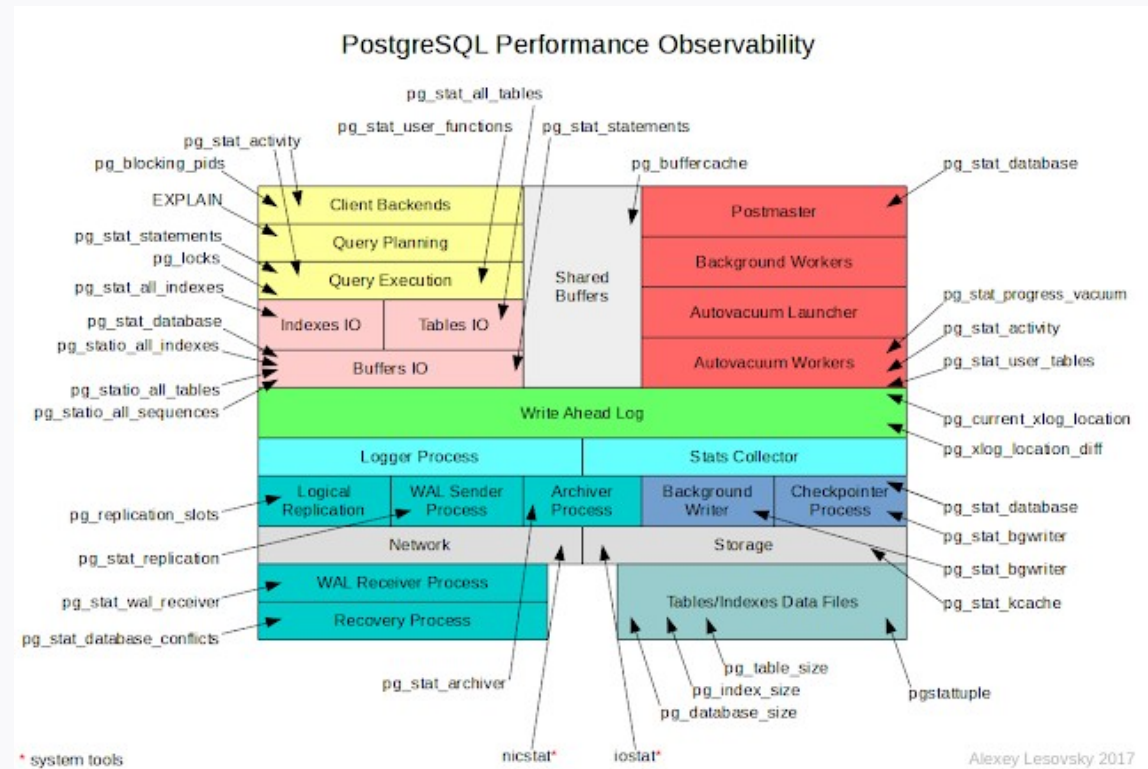 PostgreSQL Performance Observability
pg_stat_all_tables
pg_stat_user_functions
pg_stat_statements
pg_stat_activity
pg_buffercache
pg_blocking_pids
pg_stat_database
EXPLAIN
Client Backends
Postmaster
pg_stat_statements
Query Planning
pg_locks
Background Workers
Query Execution
Shared
Buffers
pg_stat_all_indexes
pg_stat_progress_vacuum
Indexes IO
Tables IO
Autovacuum Launcher
pg_stat_database
pg_stat_activity
pg_statio_all_indexes
Buffers IO
Autovacuum Workers
pg_stat_user_tables
pg_statio_all_tables
pg_statio_all_sequences
Write Ahead Log
pg_current_xlog_location
pg_xlog_location_diff
Logger Process
Stats Collector
Logical
Replication
WAL Sender
Process
Archiver
Process
Background
Writer
Checkpointer
Process
pg_replication_slots
pg_stat_database
pg_stat_bgwriter
pg_stat_replication
Network
Storage
pg_stat_bgwriter
WAL Receiver Process
pg_stat_wal_receiver
Tables/Indexes Data Files
pg_stat_kcache
Recovery Process
pg_stat_database_conflicts
pg_stat_archiver
pg_table_size
pg_index_size
pg_database_size
pgstattuple
nicstat*
iostat*
* system tools
Alexey Lesovsky 2017